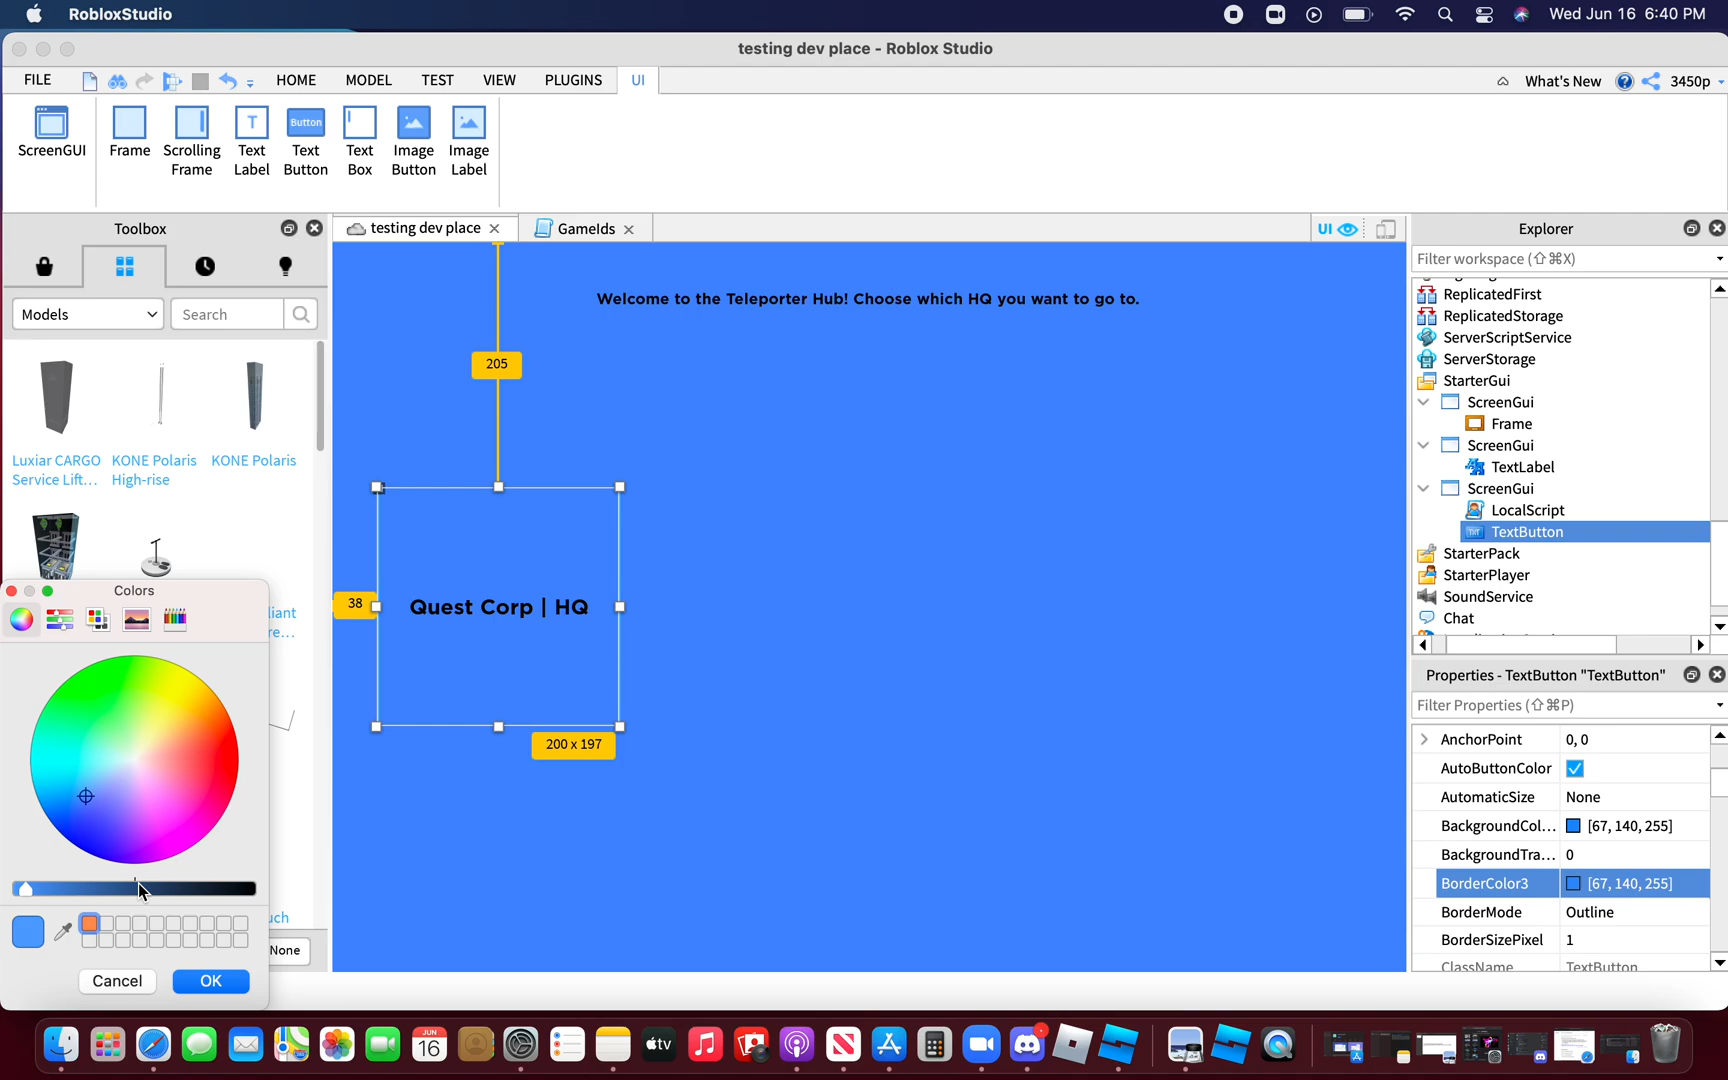 RobloxStudio
Wed Jun 16 6:40 PM
testing dev place - Roblox Studio
FILE
HOME
MODEL
TEST
VIEW
PLUGINS
UI
What's New
3450p
ScreenGUI
Frame
Scrolling
Frame
T
Text
Label
Button
Text
Button
Text
Box
Image
Button
Image
Label
Toolbox
testing dev place
GameIds
UI
Explorer
Filter workspace (⇧⌘X)
Models
Search
Luxiar CARGO
Service Lift...
KONE Polaris
High-rise
KONE Polaris
liant
re...
uch
None
Colors
Cancel
OK
Welcome to the Teleporter Hub! Choose which HQ you want to go to.
205
38
Quest Corp | HQ
200 x 197
ReplicatedFirst
ReplicatedStorage
ServerScriptService
ServerStorage
StarterGui
ScreenGui
Frame
ScreenGui
TextLabel
ScreenGui
LocalScript
TextButton
StarterPack
StarterPlayer
SoundService
Chat
Properties - TextButton "TextButton"
Filter Properties (⇧⌘P)
AnchorPoint 0, 0
AutoButtonColor
AutomaticSize None
BackgroundCol... [67, 140, 255]
BackgroundTra... 0
BorderColor3 [67, 140, 255]
BorderMode Outline
BorderSizePixel 1
ClassName TextButton
JUN
16
tv